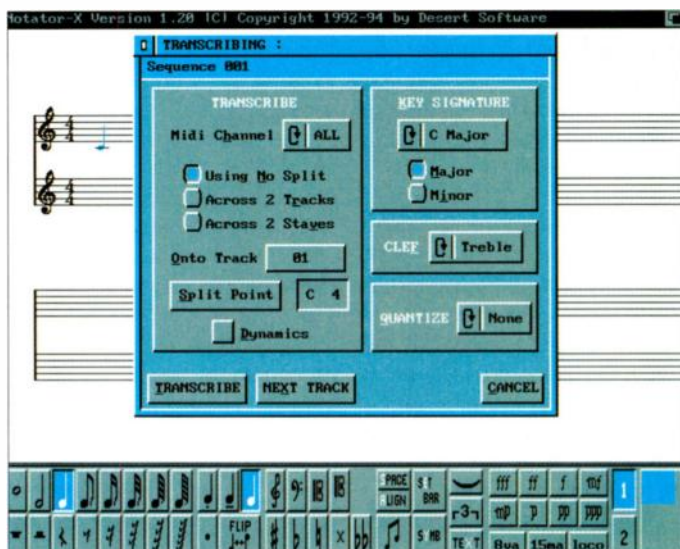 Notator-X Version 1.20 (C) Copyright 1992-94 by Desert Software
TRANSCRIBING :
Sequence 001
TRANSCRIBE
Midi Channel ALL
Using No Split
Across 2 Tracks
Across 2 Staves
Onto Track 01
Split Point C 4
Dynamics
KEY SIGNATURE
C Major
Major
Minor
CLEF Treble
QUANTIZE None
TRANSCRIBE NEXT TRACK CANCEL
SPACE SET fff ff f mf 1
ALIGN BAR
FLIP 3 mp p pp ppp
X SYMB TEXT 8va 15ma loco 2